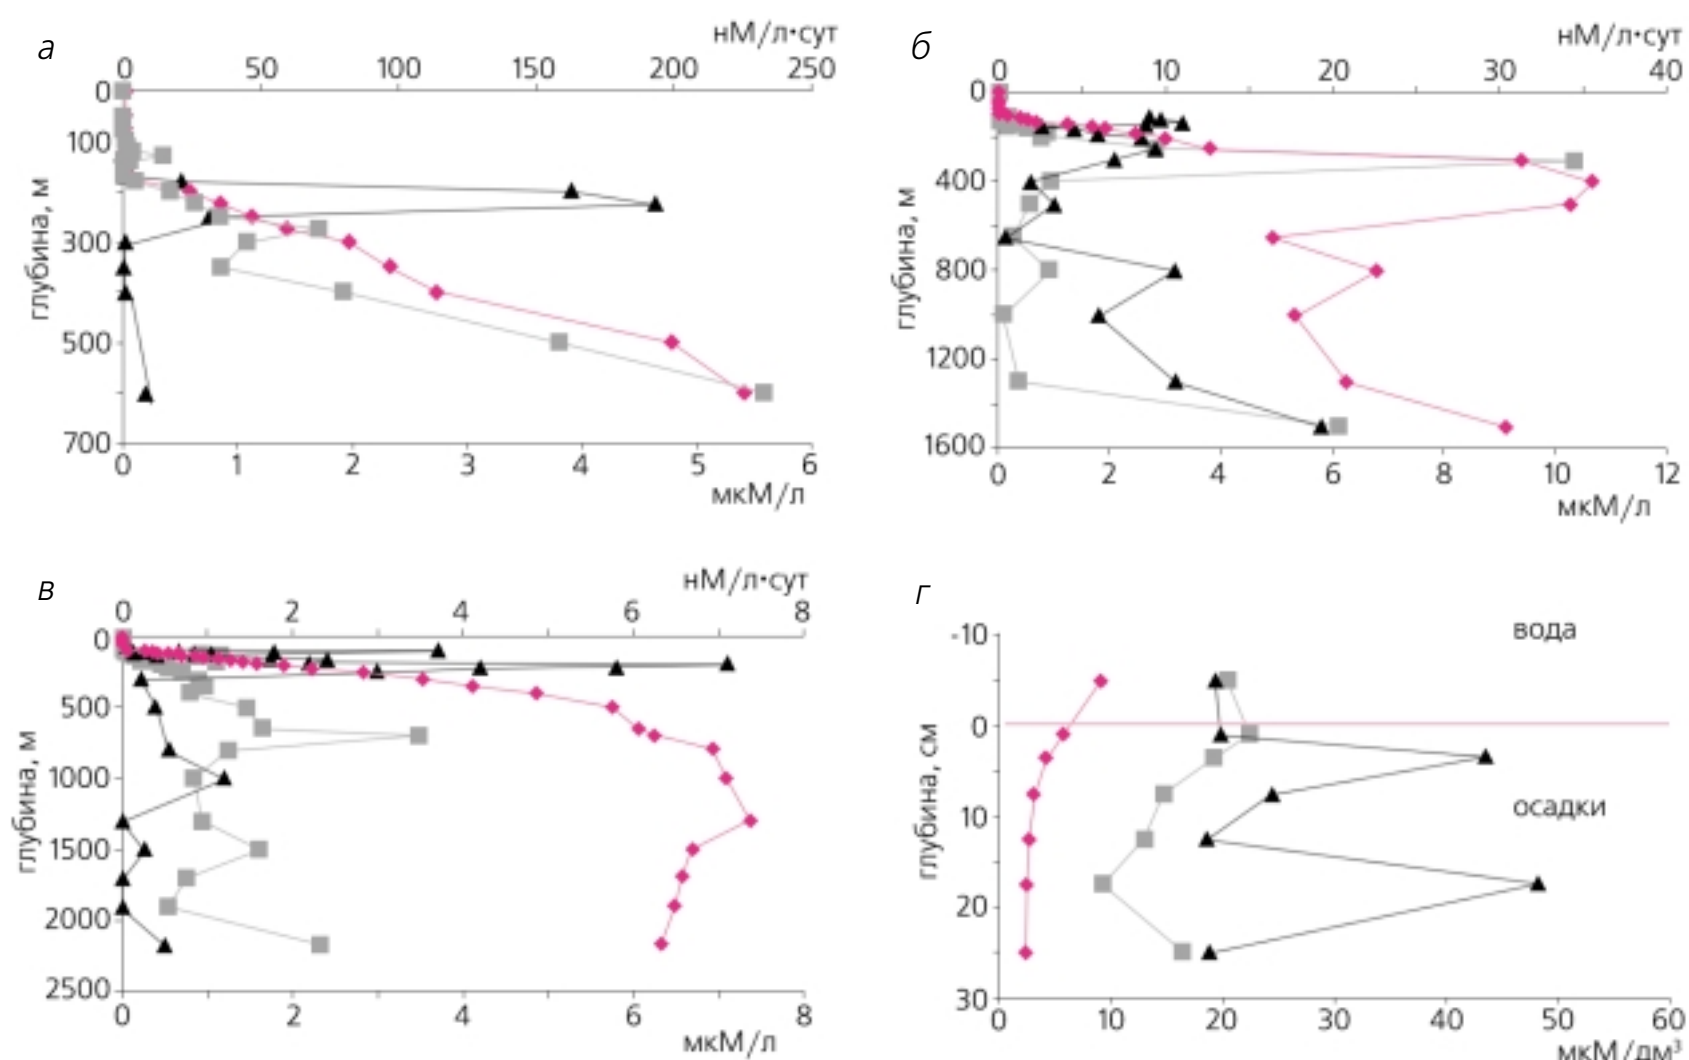 а
нМ/л•сут
0 50 100 150 200 250
0
100
300
500
700
глубина, м
0 1 2 3 4 5 6
мкМ/л
б
нМ/л•сут
0 10 20 30 40
0
400
800
1200
1600
глубина, м
0 2 4 6 8 10 12
мкМ/л
в
нМ/л•сут
0 2 4 6 8
0
500
1000
1500
2000
2500
глубина, м
0 2 4 6 8
мкМ/л
г
-10
0
10
20
30
глубина, см
вода
осадки
0 10 20 30 40 50 60
мкМ/дм³